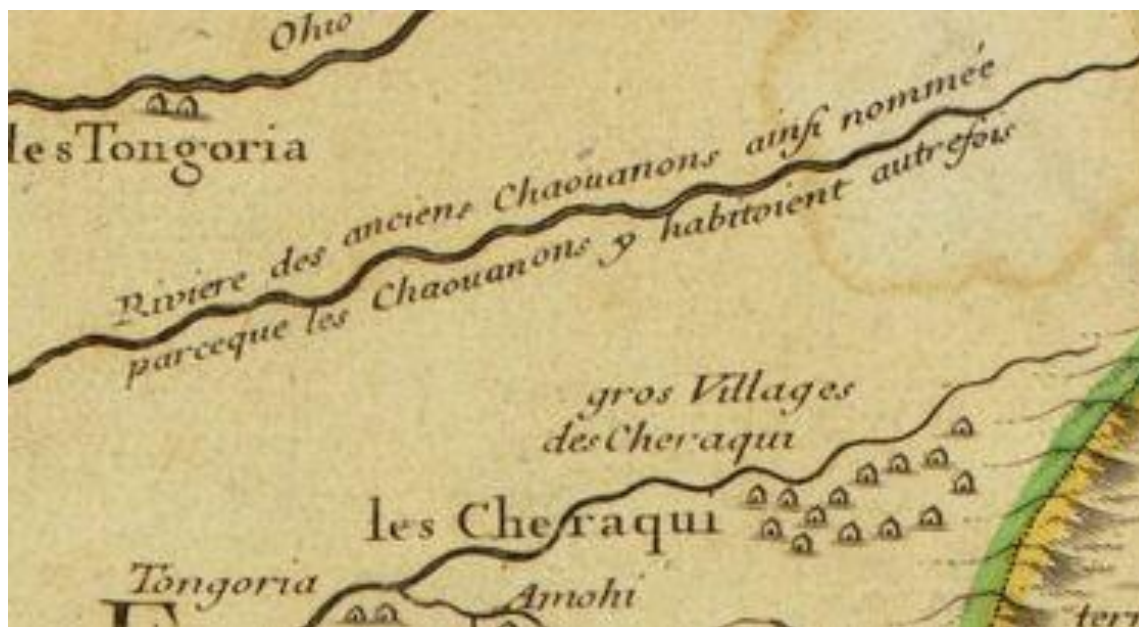 Ohio
les Tongoria
Riviere des anciens Chaouanons ainsi nommée
parceque les Chaouanons y habitoient autrefois
gros Villages
des Cheraqui
les Cheraqui
Tongoria
Amohi
E
terr